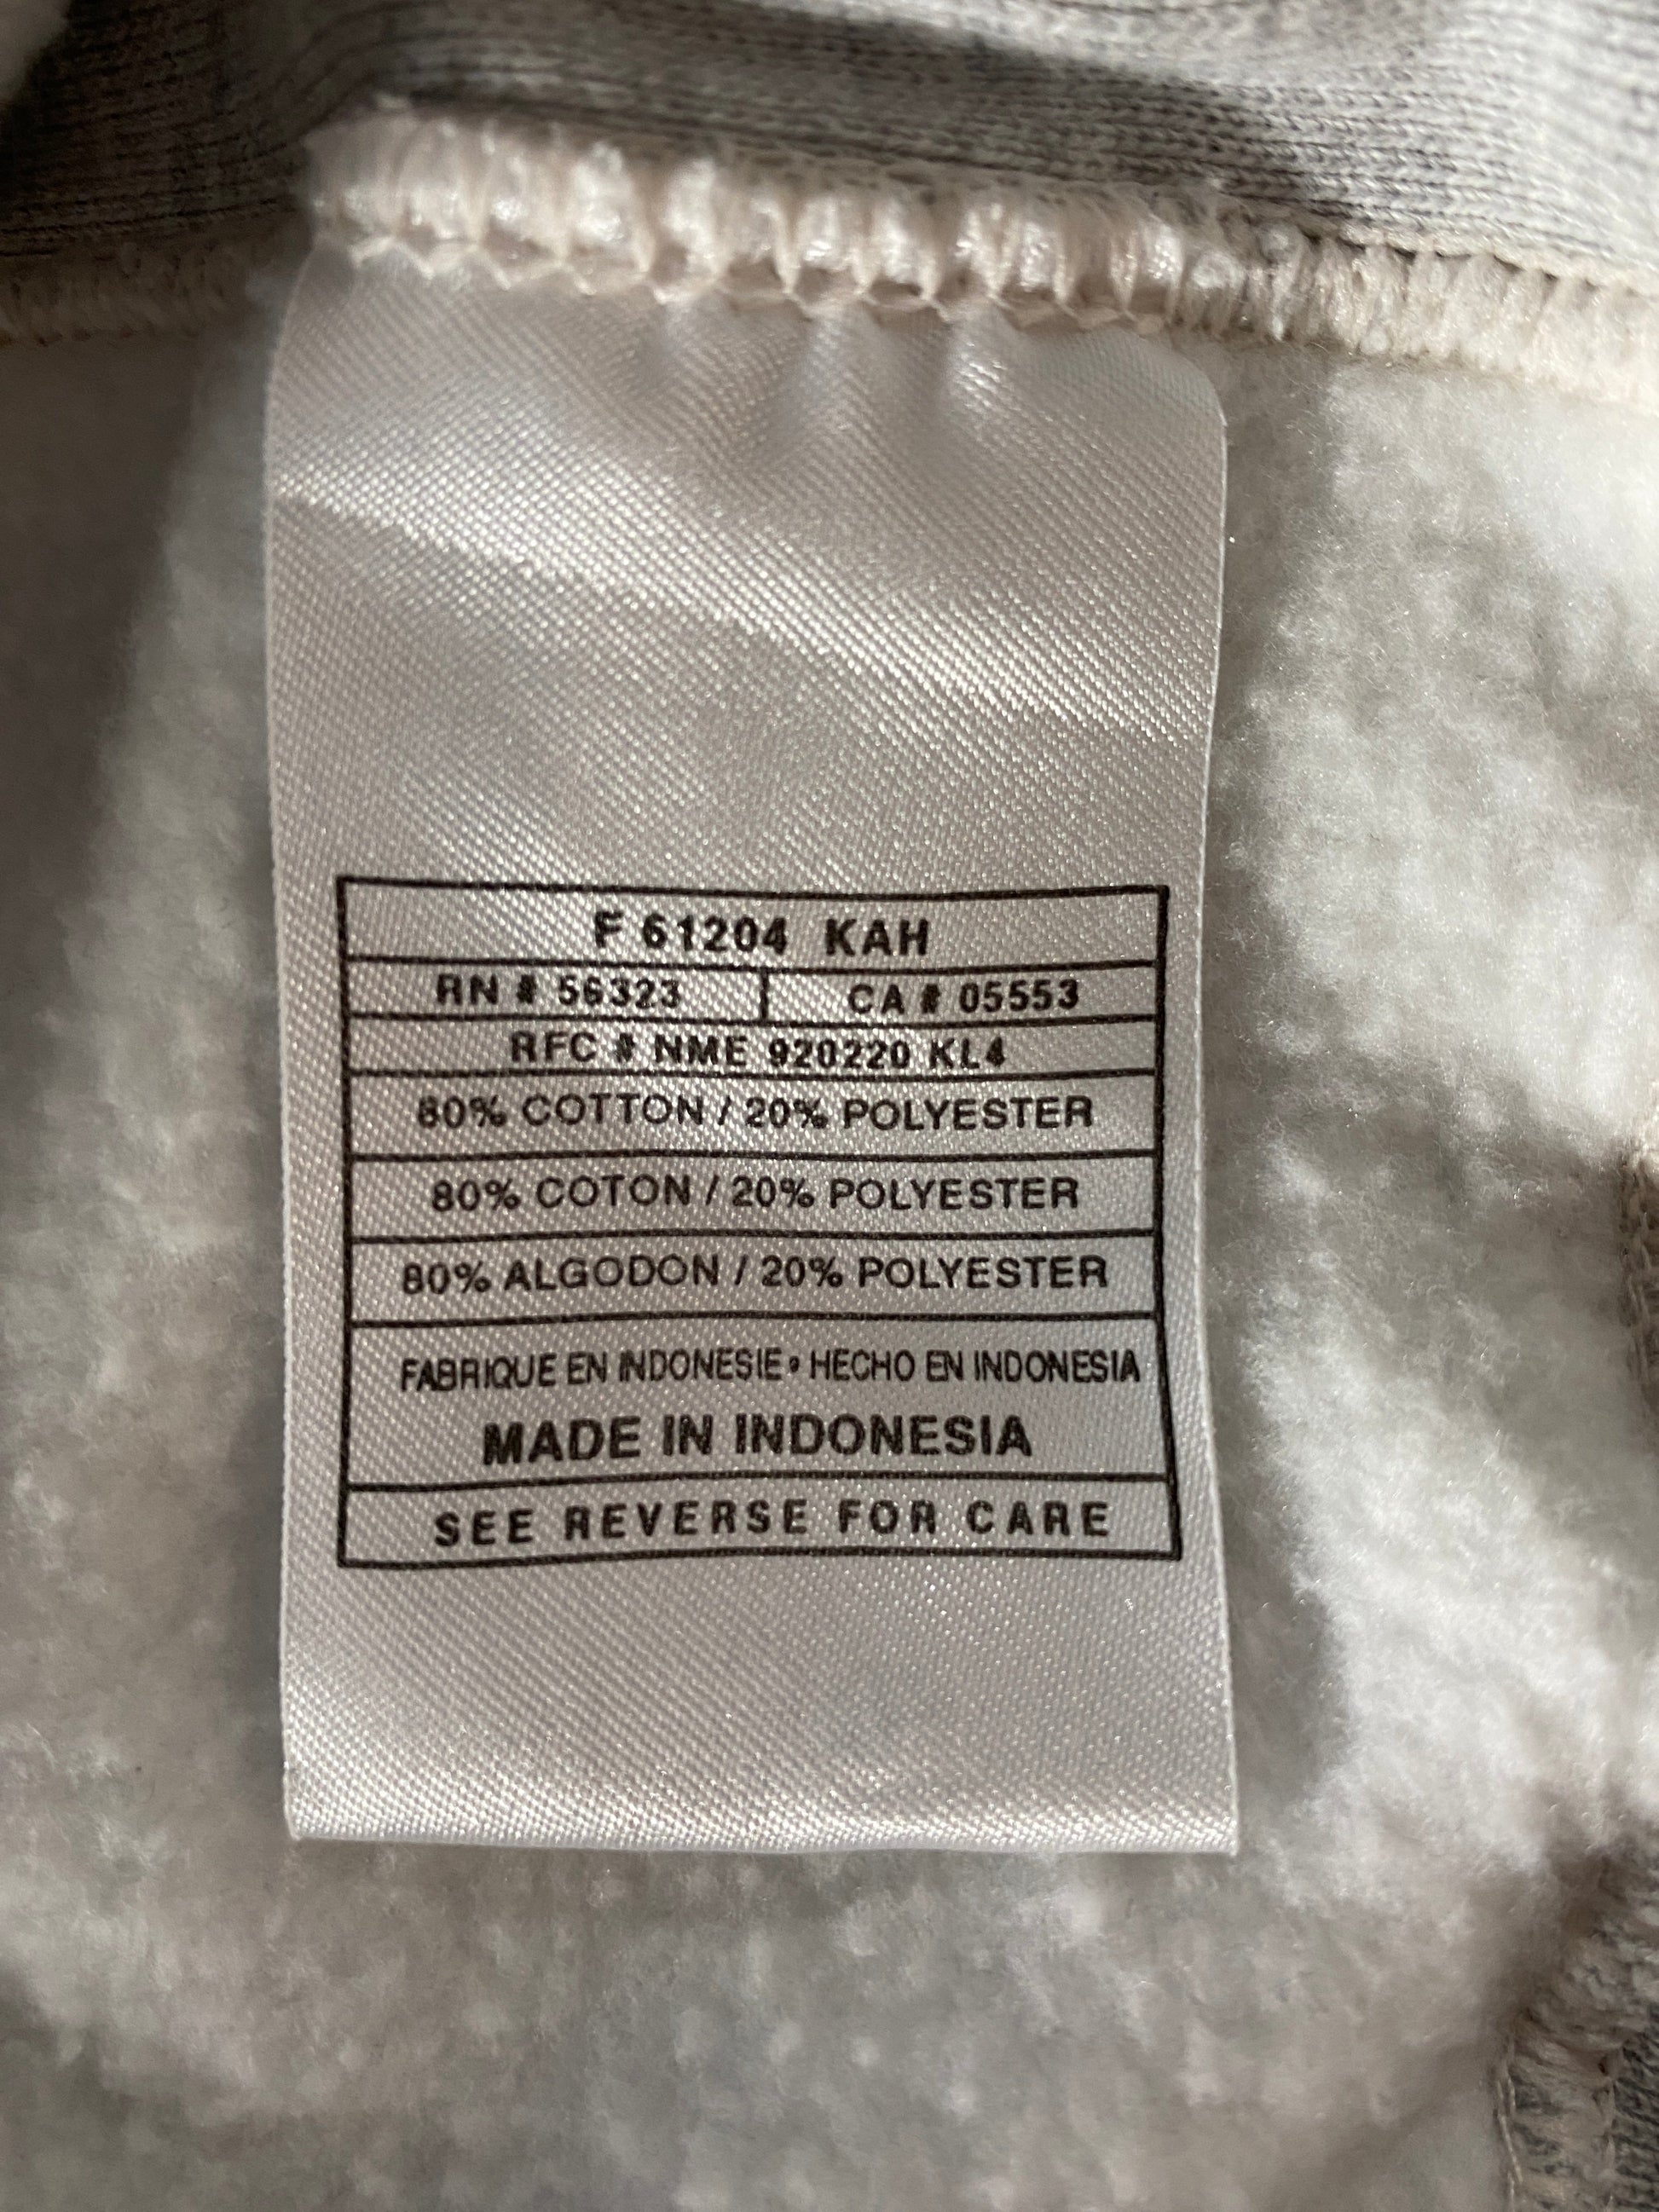 F 61204 KAH
RN # 56323 CA # 05553
RFC # NME 920220 KL4
80% COTTON / 20% POLYESTER
80% COTON / 20% POLYESTER
80% ALGODON / 20% POLYESTER
FABRIQUE EN INDONESIE • HECHO EN INDONESIA
MADE IN INDONESIA
SEE REVERSE FOR CARE